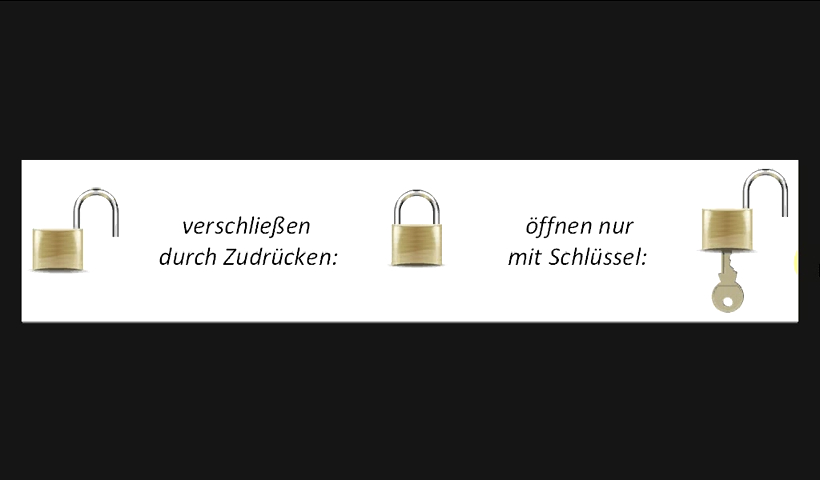 verschließen
durch Zudrücken:
öffnen nur
mit Schlüssel: